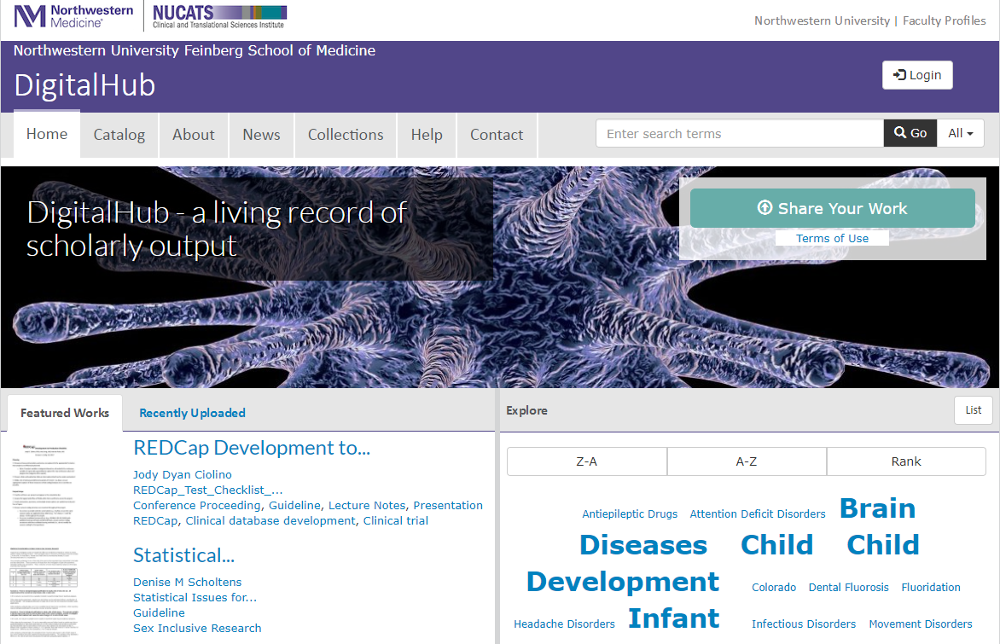 Northwestern Medicine®
NUCATS
Clinical and Translational Sciences Institute
Northwestern University | Faculty Profiles
Northwestern University Feinberg School of Medicine
DigitalHub
Login
Home
Catalog
About
News
Collections
Help
Contact
Enter search terms
Go
All
DigitalHub - a living record of
scholarly output
Share Your Work
Terms of Use
Featured Works
Recently Uploaded
REDCap Development to...
Jody Dyan Ciolino
REDCap_Test_Checklist_...
Conference Proceeding, Guideline, Lecture Notes, Presentation
REDCap, Clinical database development, Clinical trial
Statistical...
Denise M Scholtens
Statistical Issues for...
Guideline
Sex Inclusive Research
Explore
List
Z-A
A-Z
Rank
Antiepileptic Drugs Attention Deficit Disorders Brain
Diseases Child Child
Development Colorado Dental Fluorosis Fluoridation
Headache Disorders Infant Infectious Disorders Movement Disorders